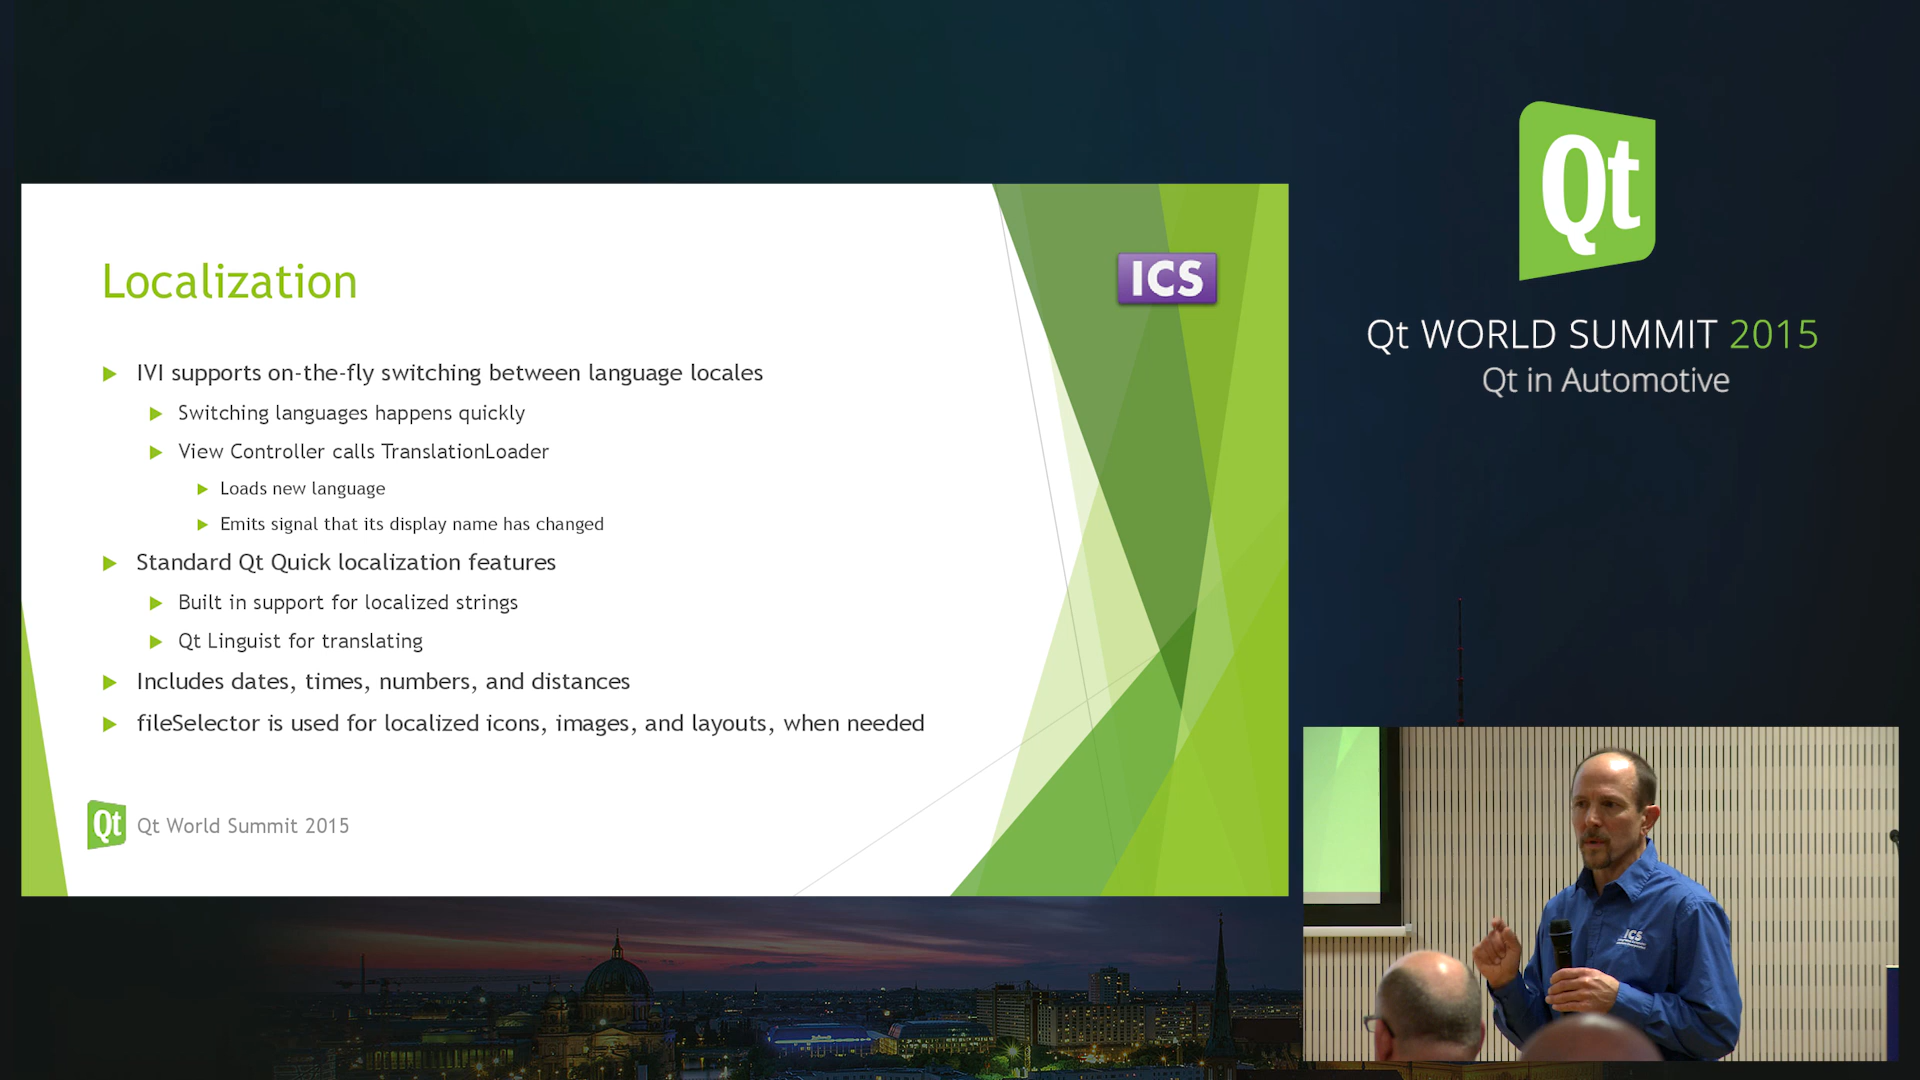 Localization
ICS
IVI supports on-the-fly switching between language locales
Switching languages happens quickly
View Controller calls TranslationLoader
Loads new language
Emits signal that its display name has changed
Standard Qt Quick localization features
Built in support for localized strings
Qt Linguist for translating
Includes dates, times, numbers, and distances
fileSelector is used for localized icons, images, and layouts, when needed
Qt Qt World Summit 2015
Qt
Qt WORLD SUMMIT 2015
Qt in Automotive
ICS